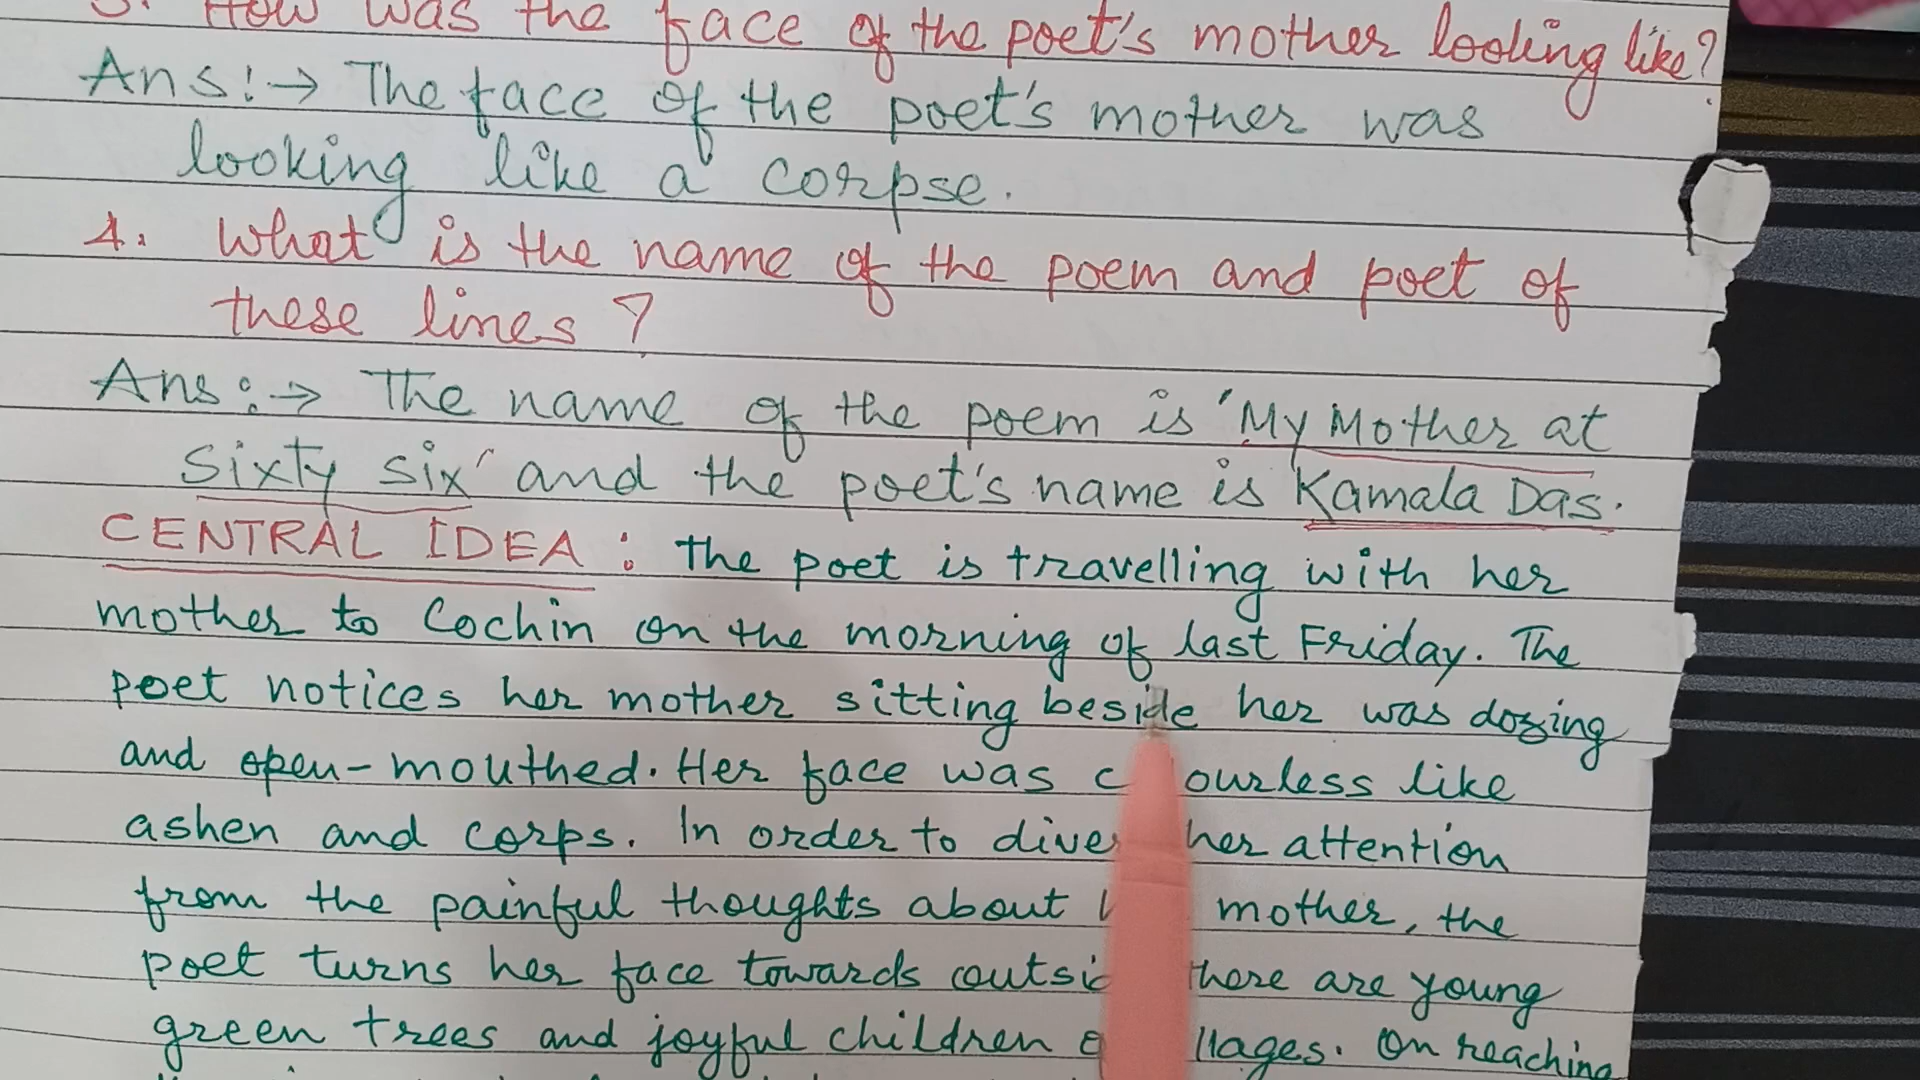 3. How was the face of the poet's mother looking like?
Ans:→ The face of the poet's mother was
looking like a corpse.
4. What is the name of the poem and poet of
these lines?
Ans:→ The name of the poem is 'My Mother at
sixty six' and the poet's name is Kamala Das.
CENTRAL IDEA: The poet is travelling with her
mother to Cochin on the morning of last Friday. The
poet notices her mother sitting beside her was dozing
and open-mouthed. Her face was c ourless like
ashen and corps. In order to dive her attention
from the painful thoughts about mother, the
poet turns her face towards outsi there are young
green trees and joyful children llages. On reaching